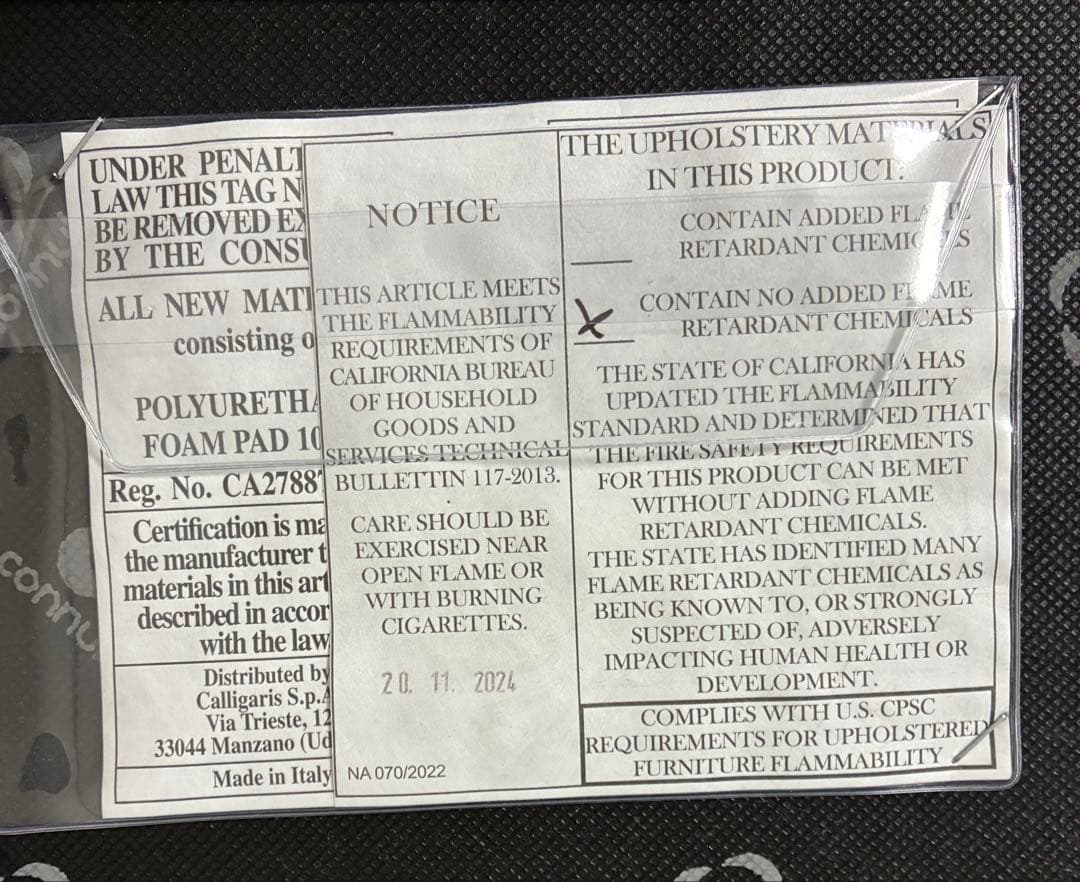 UNDER PENALT
LAW THIS TAG N
BE REMOVED EX
BY THE CONSU
ALL NEW MATI
consisting o
POLYURETHA
FOAM PAD 10
Reg. No. CA2788
Certification is ma
the manufacturer t
materials in this art
described in accor
with the law
Distributed by
Calligaris S.p.A
Via Trieste, 12
33044 Manzano (Ud
Made in Italy
NOTICE
THIS ARTICLE MEETS
THE FLAMMABILITY
REQUIREMENTS OF
CALIFORNIA BUREAU
OF HOUSEHOLD
GOODS AND
SERVICES TECHNICAL
BULLETTIN 117-2013.
CARE SHOULD BE
EXERCISED NEAR
OPEN FLAME OR
WITH BURNING
CIGARETTES.
20. 11. 2024
NA 070/2022
THE UPHOLSTERY MATERIALS
IN THIS PRODUCT:
CONTAIN ADDED FLAME
RETARDANT CHEMICALS
X CONTAIN NO ADDED FLAME
RETARDANT CHEMICALS
THE STATE OF CALIFORNIA HAS
UPDATED THE FLAMMABILITY
STANDARD AND DETERMINED THAT
THE FIRE SAFETY REQUIREMENTS
FOR THIS PRODUCT CAN BE MET
WITHOUT ADDING FLAME
RETARDANT CHEMICALS.
THE STATE HAS IDENTIFIED MANY
FLAME RETARDANT CHEMICALS AS
BEING KNOWN TO, OR STRONGLY
SUSPECTED OF, ADVERSELY
IMPACTING HUMAN HEALTH OR
DEVELOPMENT.
COMPLIES WITH U.S. CPSC
REQUIREMENTS FOR UPHOLSTERED
FURNITURE FLAMMABILITY
connu